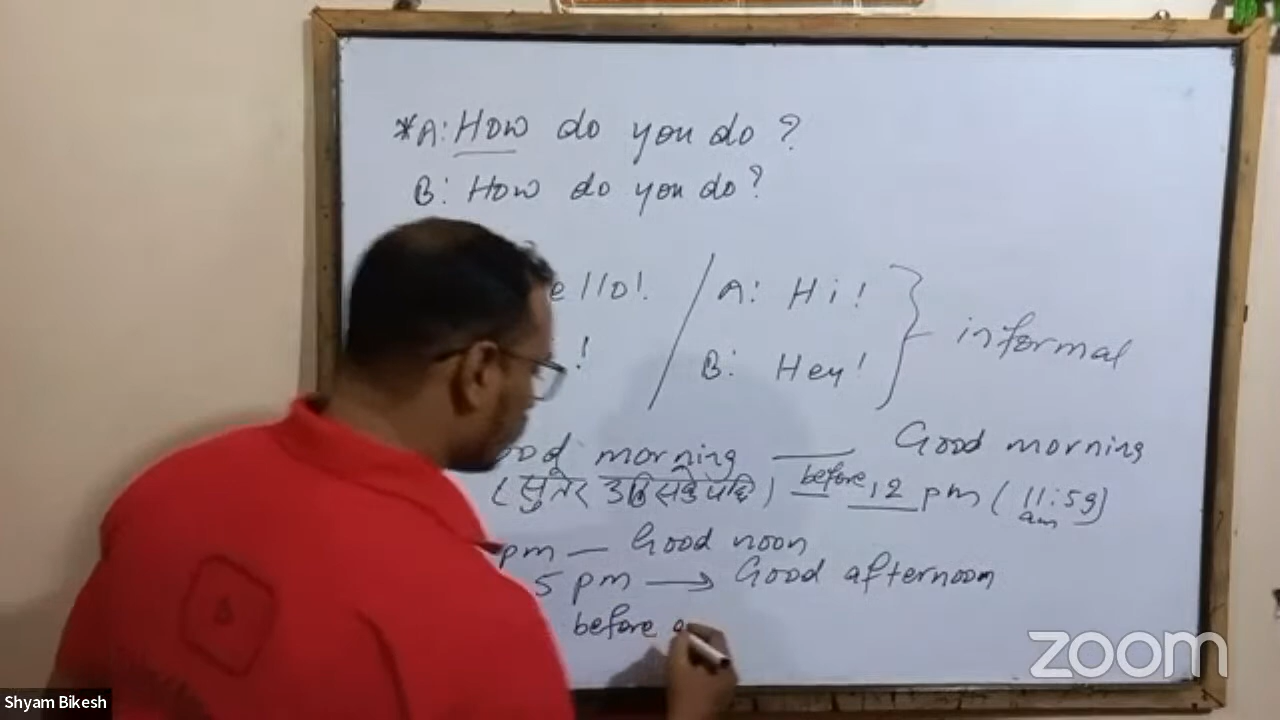 *A: How do you do?
B: How do you do?
ello! / A: Hi!
! B: Hey! } informal
ood morning — Good morning
(सुतेर उठिसकेपछि) before 12 pm (11:59 am)
pm — Good noon
5 pm → Good afternoon
before
zoom
Shyam Bikesh